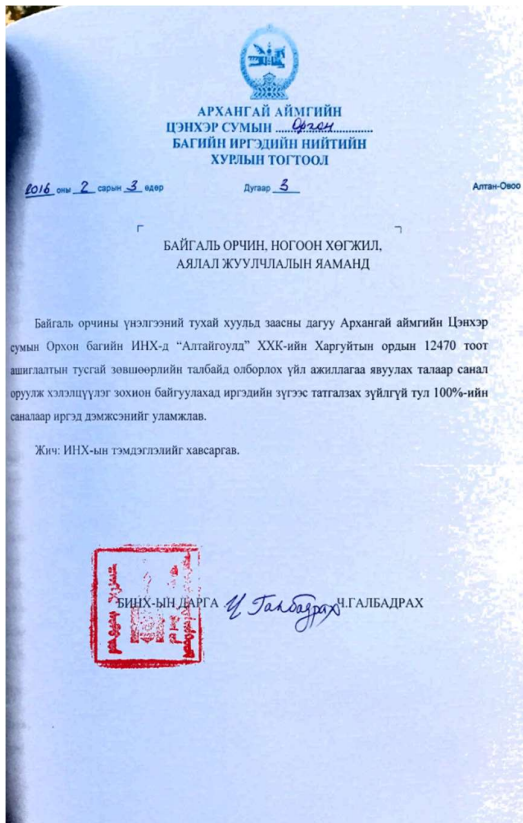 АРХАНГАЙ АЙМГИЙН
ЦЭНХЭР СУМЫН ....Орхон..............
БАГИЙН ИРГЭДИЙН НИЙТИЙН
ХУРЛЫН ТОГТООЛ
2016 оны 2 сарын 3 өдөр Дугаар 3 Алтан-Овоо
БАЙГАЛЬ ОРЧИН, НОГООН ХӨГЖИЛ,
АЯЛАЛ ЖУУЛЧЛАЛЫН ЯАМАНД
Байгаль орчины үнэлгээний тухай хуульд заасны дагуу Архангай аймгийн Цэнхэр
сумын Орхон багийн ИНХ-д “Алтайгоулд” ХХК-ийн Харгуйтын ордын 12470 тоот
ашиглалтын тусгай зөвшөөрлийн талбайд олборлох үйл ажиллагаа явуулах талаар санал
оруулж хэлэлцүүлэг зохион байгуулахад иргэдийн зүгээс татгалзах зүйлгүй тул 100%-ийн
саналаар иргэд дэмжсэнийг уламжлав.
Жич: ИНХ-ын тэмдэглэлийг хавсаргав.
БИНХ-ЫН ДАРГА Ч Галбадрах Ч.ГАЛБАДРАХ